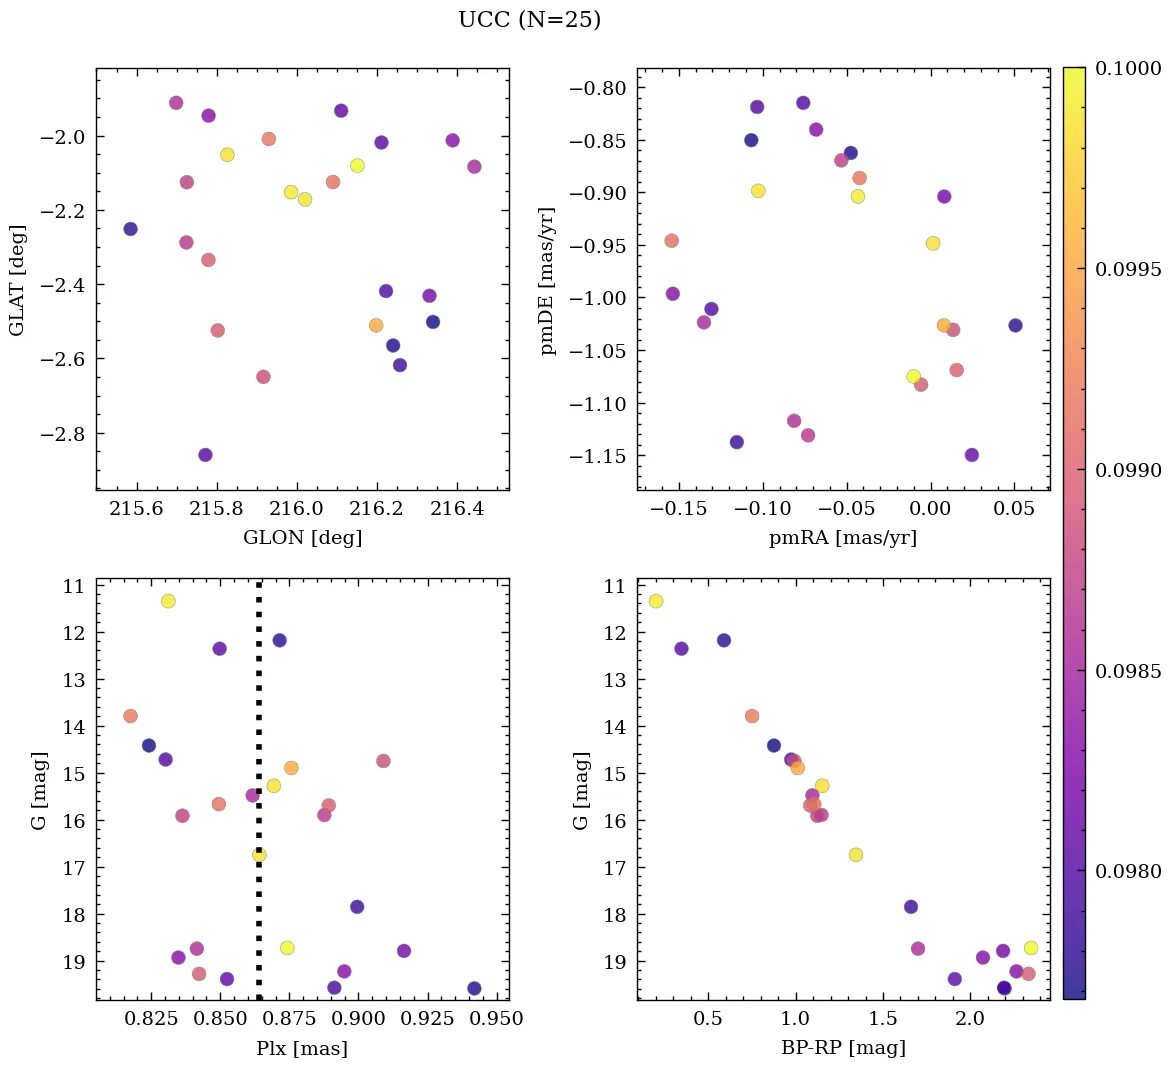 UCC (N=25)
−2.0
−2.2
−2.4
−2.6
−2.8
GLAT [deg]
215.6 215.8 216.0 216.2 216.4
GLON [deg]
−0.80
−0.85
−0.90
−0.95
−1.00
−1.05
−1.10
−1.15
pmDE [mas/yr]
−0.15 −0.10 −0.05 0.00 0.05
pmRA [mas/yr]
11
12
13
14
15
16
17
18
19
G [mag]
0.825 0.850 0.875 0.900 0.925 0.950
Plx [mas]
11
12
13
14
15
16
17
18
19
G [mag]
0.5 1.0 1.5 2.0
BP-RP [mag]
0.1000
0.0995
0.0990
0.0985
0.0980